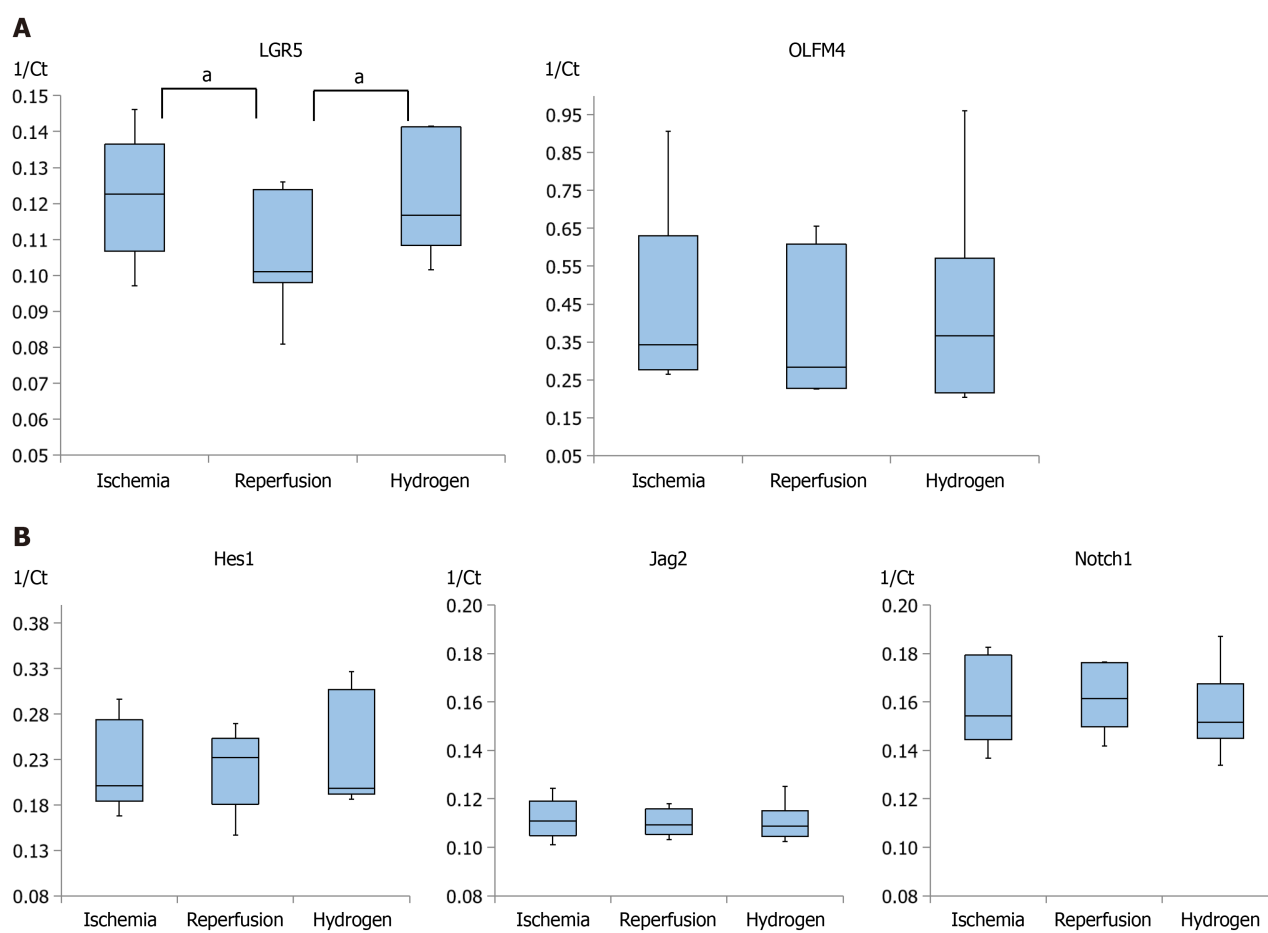 A
LGR5
1/Ct
a
a
0.15
0.14
0.13
0.12
0.11
0.10
0.09
0.08
0.07
0.06
0.05
Ischemia
Reperfusion
Hydrogen
OLFM4
1/Ct
0.95
0.85
0.75
0.65
0.55
0.45
0.35
0.25
0.15
0.05
Ischemia
Reperfusion
Hydrogen
B
Hes1
1/Ct
0.38
0.33
0.28
0.23
0.18
0.13
0.08
Ischemia
Reperfusion
Hydrogen
Jag2
1/Ct
0.20
0.18
0.16
0.14
0.12
0.10
0.08
Ischemia
Reperfusion
Hydrogen
Notch1
1/Ct
0.20
0.18
0.16
0.14
0.12
0.10
0.08
Ischemia
Reperfusion
Hydrogen